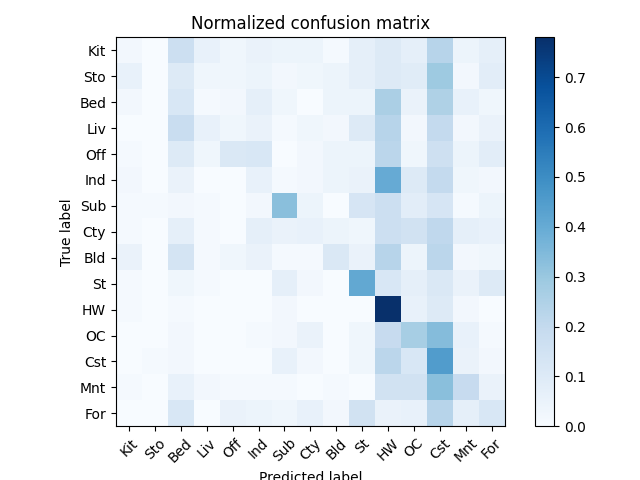 Normalized confusion matrix
True label
Kit
Sto
Bed
Liv
Off
Ind
Sub
Cty
Bld
St
HW
OC
Cst
Mnt
For
Kit Sto Bed Liv Off Ind Sub Cty Bld St HW OC Cst Mnt For
Predicted label
0.7
0.6
0.5
0.4
0.3
0.2
0.1
0.0